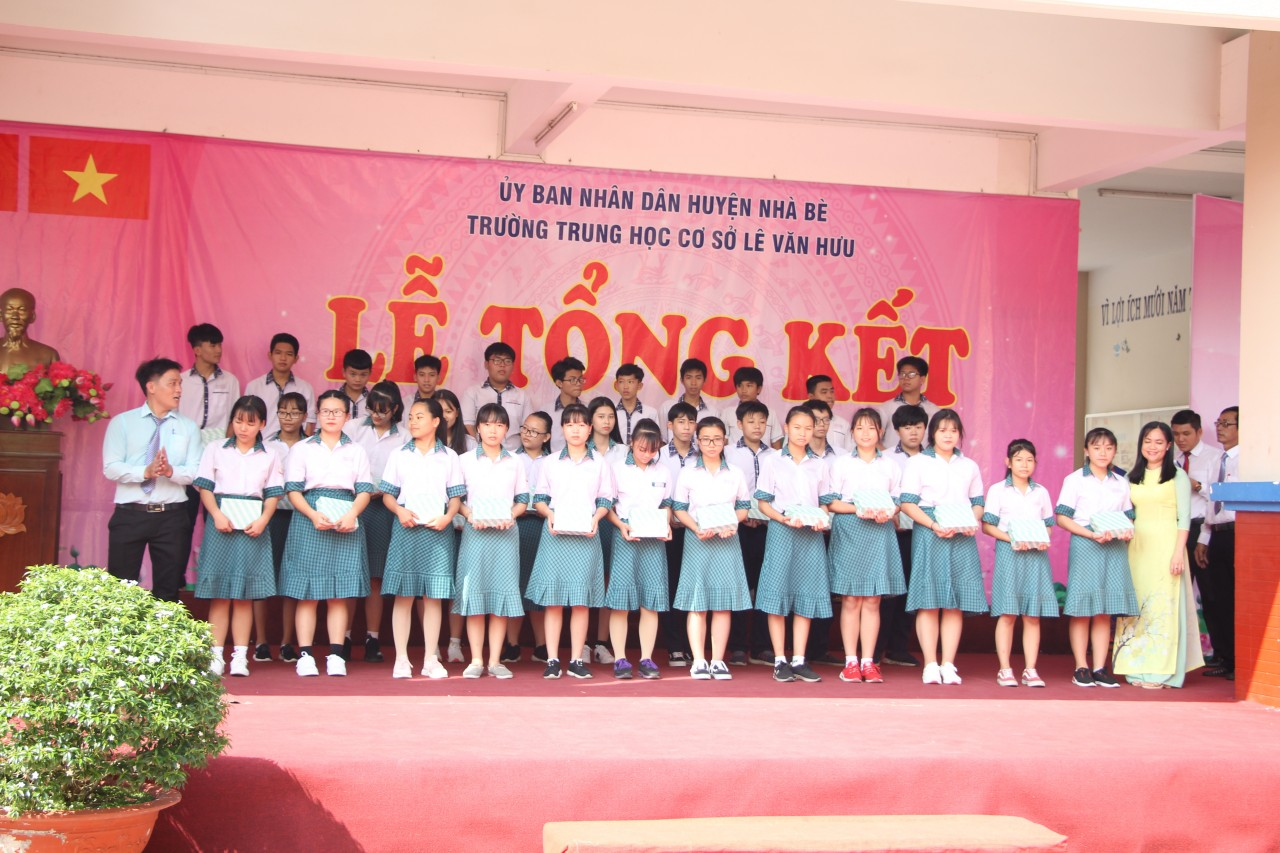 ỦY BAN NHÂN DÂN HUYỆN NHÀ BÈ
TRƯỜNG TRUNG HỌC CƠ SỞ LÊ VĂN HƯU
LỄ TỔNG KẾT
VÌ LỢI ÍCH MƯỜI NĂM